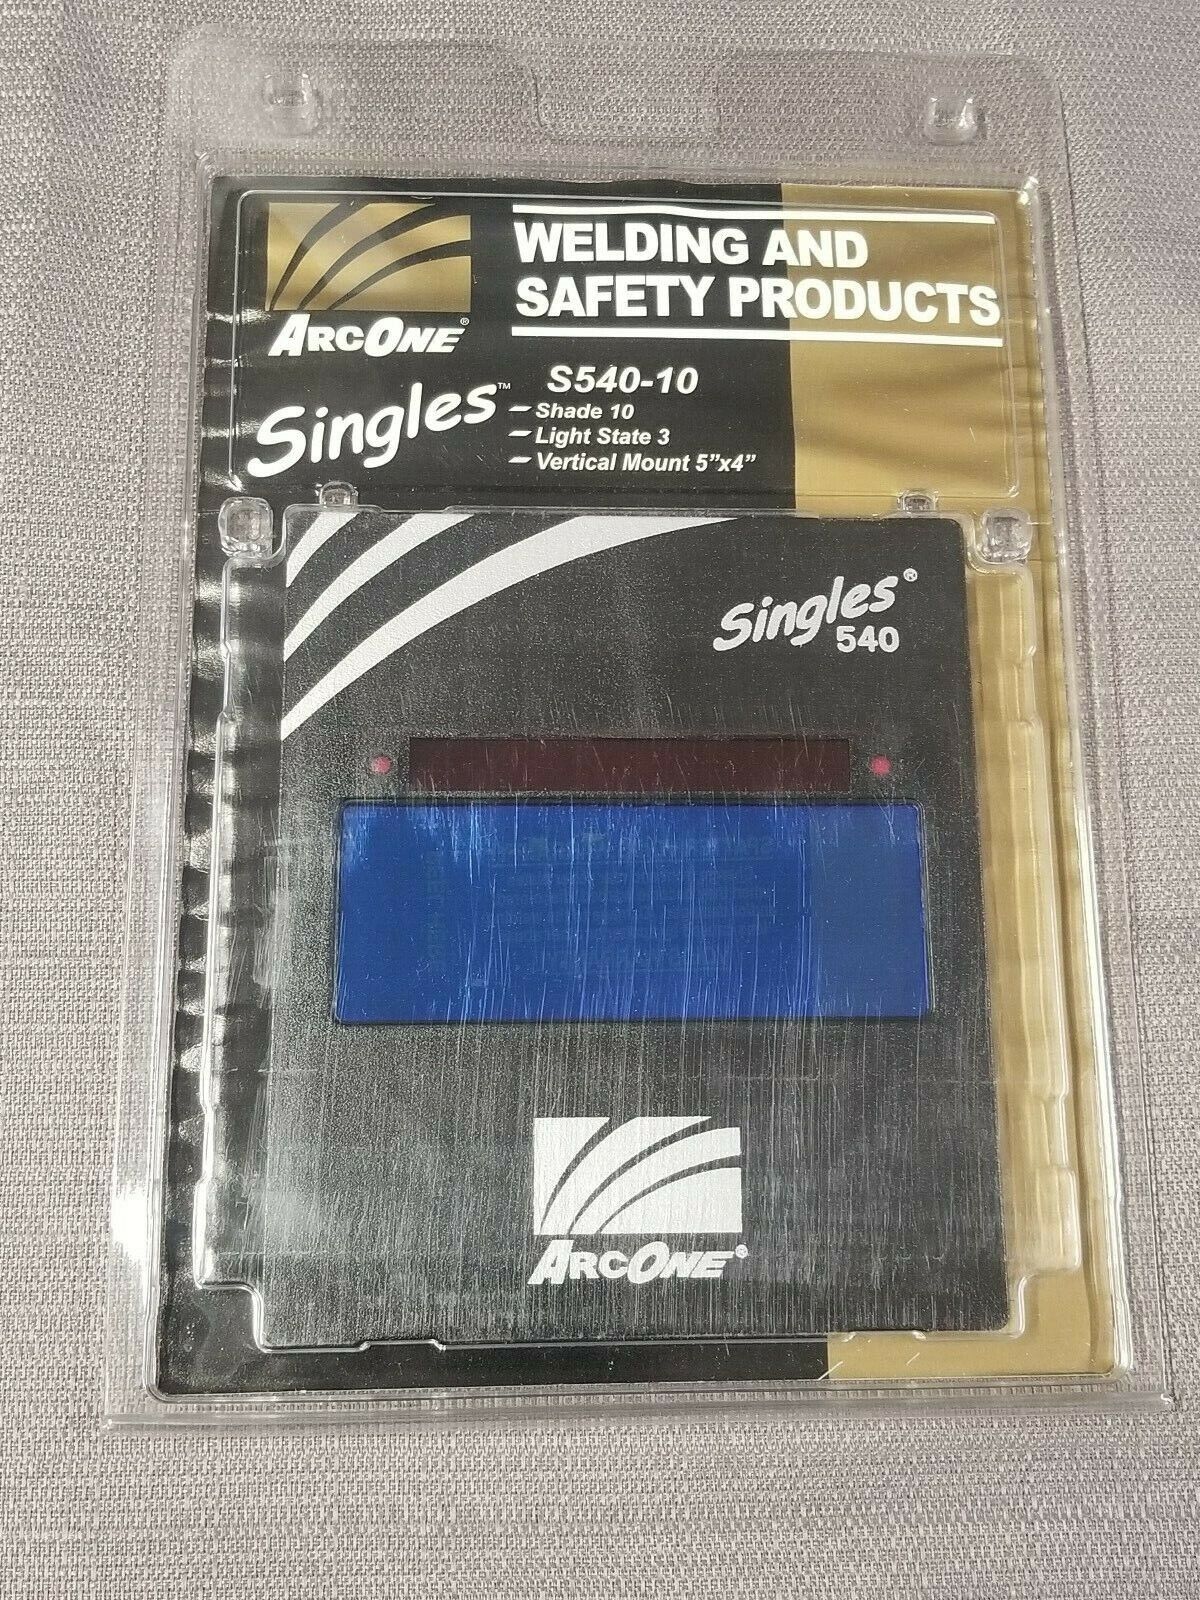 WELDING AND
SAFETY PRODUCTS
ARCONE®
Singles™
S540-10
– Shade 10
– Light State 3
– Vertical Mount 5”x4”
Singles®
540
ARCONE®